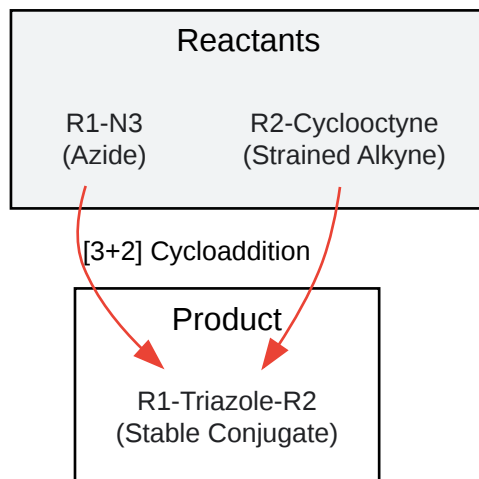 Reactants
R1-N3
(Azide)
R2-Cyclooctyne
(Strained Alkyne)
[3+2] Cycloaddition
Product
R1-Triazole-R2
(Stable Conjugate)